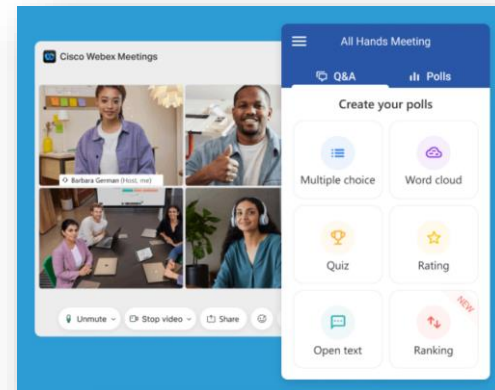 Cisco Webex Meetings
Barbara German (Host, me)
Unmute
Stop video
Share
All Hands Meeting
Q&A
Polls
Create your polls
Multiple choice
Word cloud
Quiz
Rating
Open text
Ranking
NEW